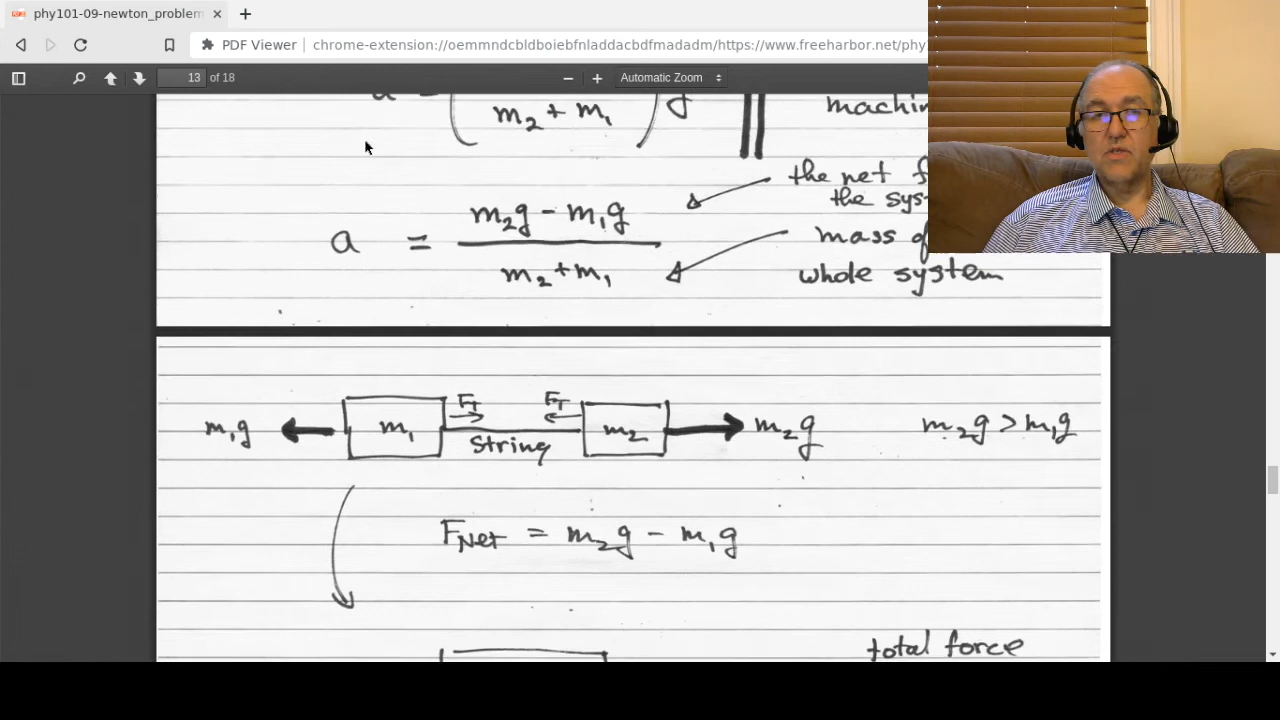 phy101-09-newton_problem
PDF Viewer chrome-extension://oemmndcbldboiebfnladdacbdfmadadm/https://www.freeharbor.net/phy
13 of 18 Automatic Zoom
m₂ + m₁ g
machin
a = m₂g - m₁g
m₂ + m₁
the net
the sys
mass
whole system
m₁g m₁ F_T String F_T m₂ m₂g m₂g > m₁g
F_Net = m₂g - m₁g
total force